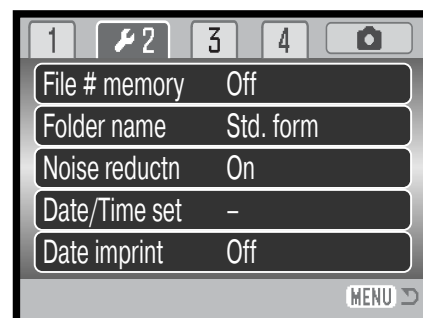 1 2 3 4
File # memory Off
Folder name Std. form
Noise reductn On
Date/Time set –
Date imprint Off
MENU